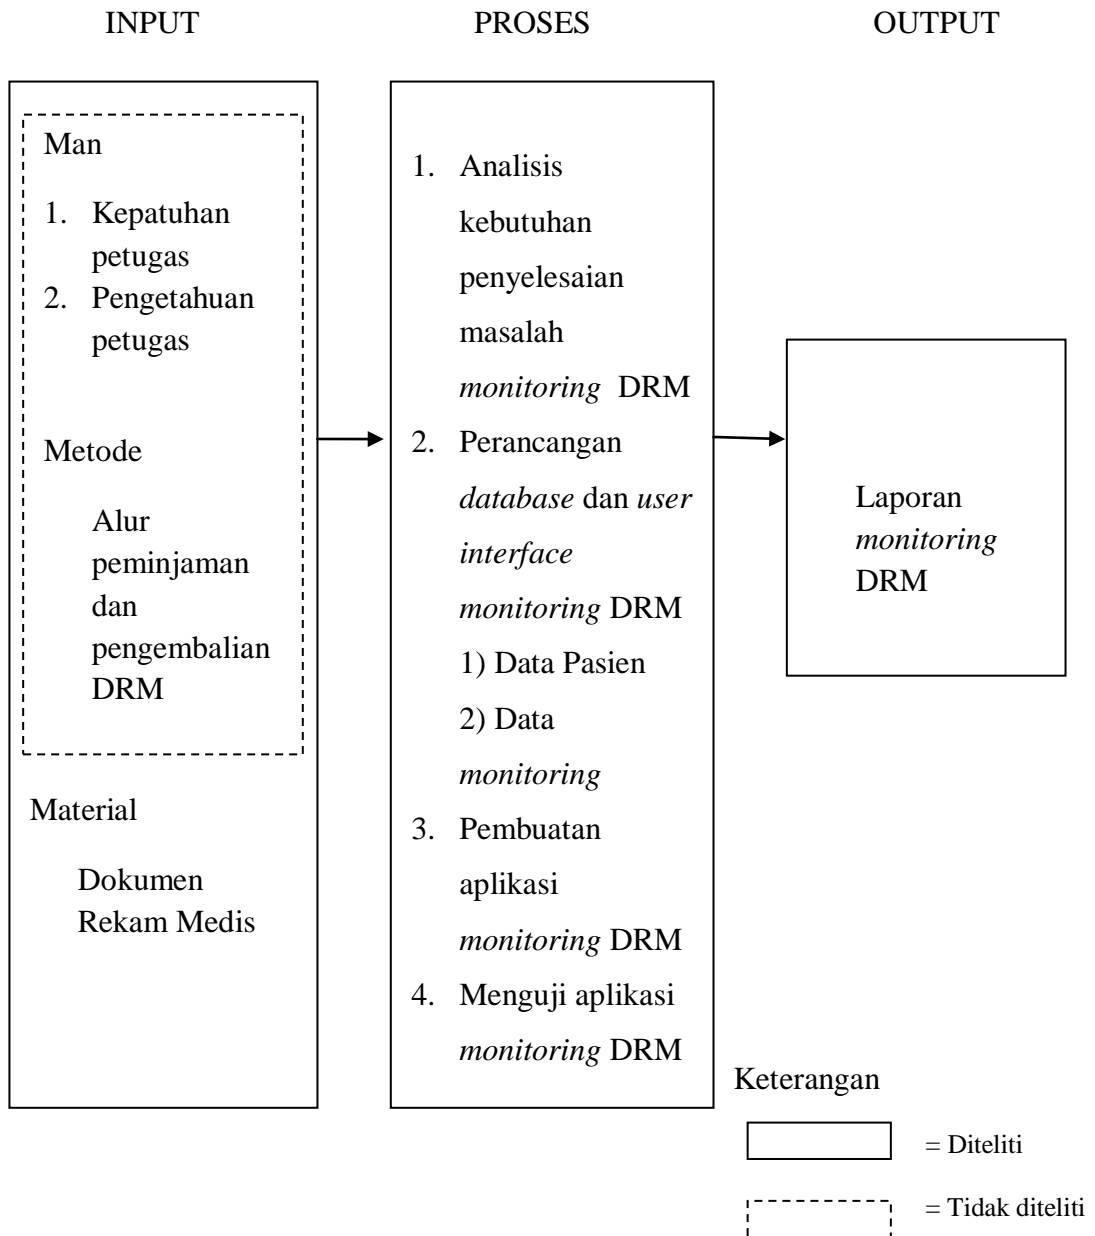 INPUT
PROSES
OUTPUT
Man
1. Kepatuhan
petugas
2. Pengetahuan
petugas
Metode
Alur
peminjaman
dan
pengembalian
DRM
Material
Dokumen
Rekam Medis
1. Analisis
kebutuhan
penyelesaian
masalah
monitoring DRM
2. Perancangan
database dan user
interface
monitoring DRM
1) Data Pasien
2) Data
monitoring
3. Pembuatan
aplikasi
monitoring DRM
4. Menguji aplikasi
monitoring DRM
Laporan
monitoring
DRM
Keterangan
= Diteliti
= Tidak diteliti